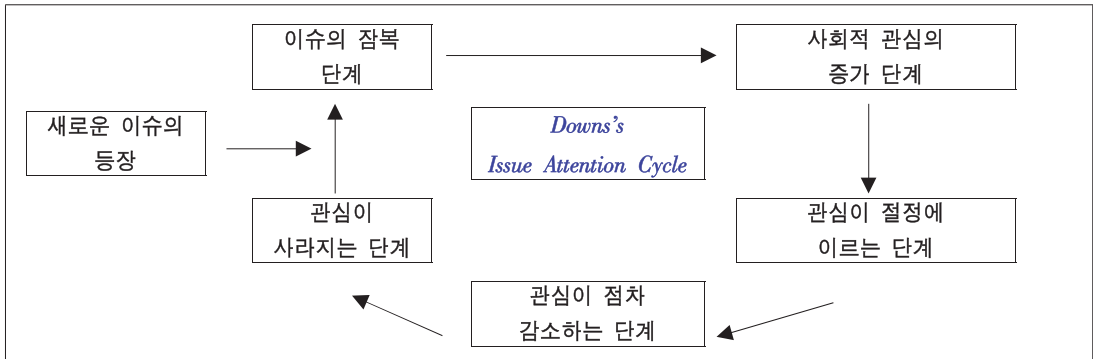 이슈의 잠복
단계
사회적 관심의
증가 단계
새로운 이슈의
등장
Downs's
Issue Attention Cycle
관심이
사라지는 단계
관심이 절정에
이르는 단계
관심이 점차
감소하는 단계